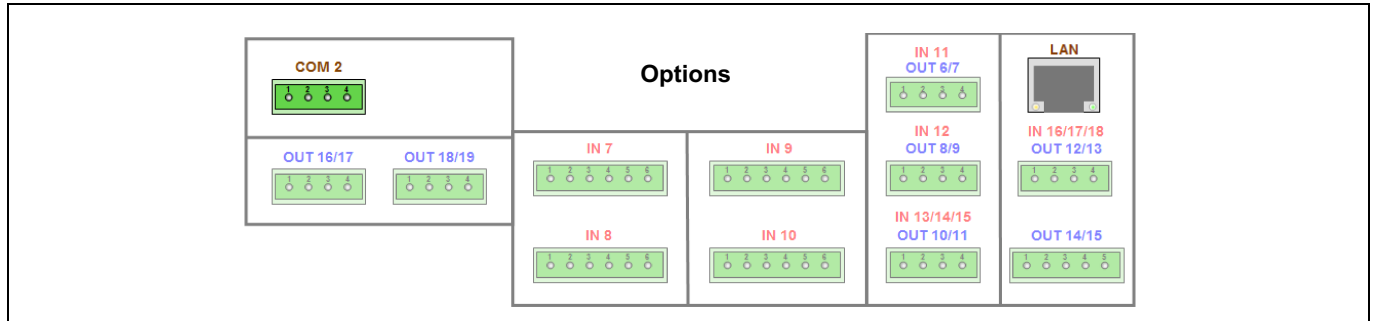 COM 2
1 2 3 4
OUT 16/17
1 2 3 4
OUT 18/19
1 2 3 4
Options
IN 7
1 2 3 4 5 6
IN 8
1 2 3 4 5 6
IN 9
1 2 3 4 5 6
IN 10
1 2 3 4 5 6
IN 11
OUT 6/7
1 2 3 4
IN 12
OUT 8/9
1 2 3 4
IN 13/14/15
OUT 10/11
1 2 3 4
LAN
IN 16/17/18
OUT 12/13
1 2 3 4
OUT 14/15
1 2 3 4 5